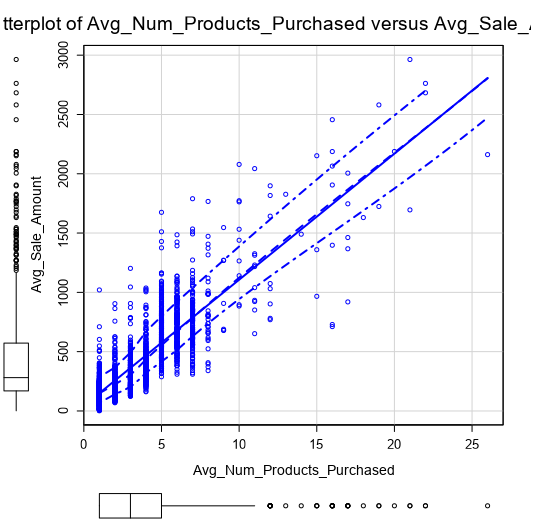 tterplot of Avg_Num_Products_Purchased versus Avg_Sale_
3000
2500
2000
1500
1000
500
0
Avg_Sale_Amount
0 5 10 15 20 25
Avg_Num_Products_Purchased